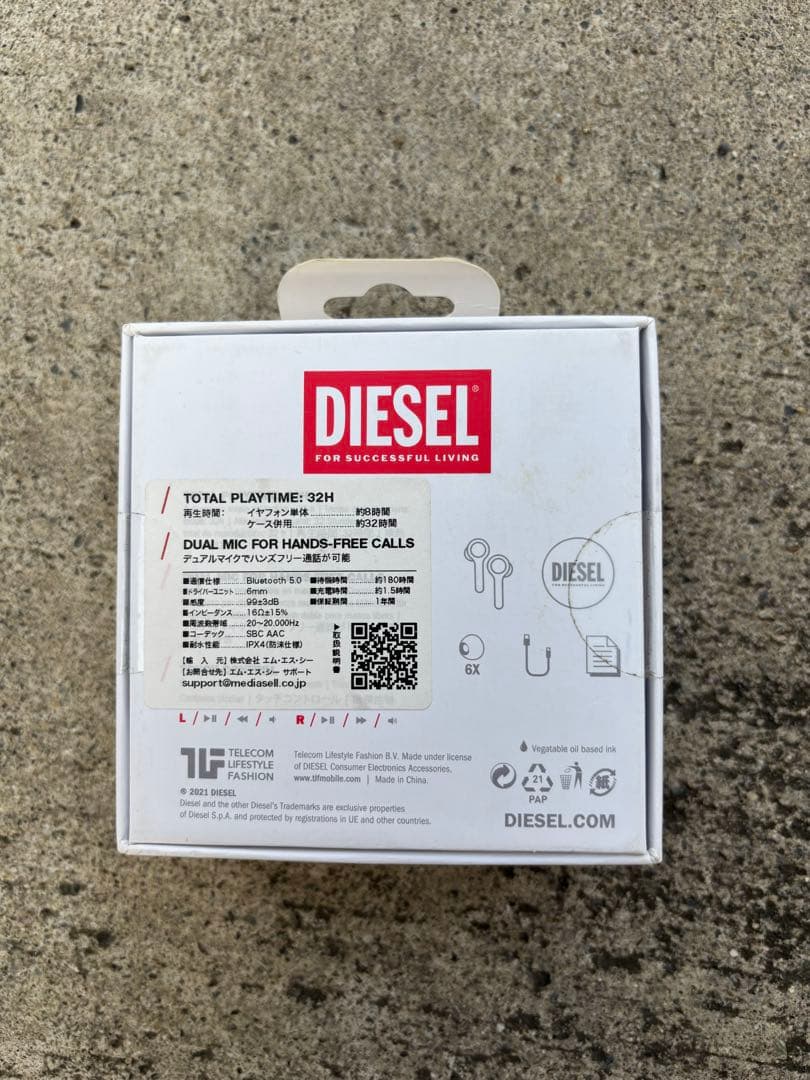 DIESEL®
FOR SUCCESSFUL LIVING
TOTAL PLAYTIME: 32H
再生時間: イヤフォン単体..................約8時間
ケース併用......................約32時間
DUAL MIC FOR HANDS-FREE CALLS
デュアルマイクでハンズフリー通話が可能
■通信仕様..........Bluetooth 5.0 ■待機時間..........約180時間
■ドライバーユニット....6mm ■充電時間..........約1.5時間
■感度................99±3dB ■保証期間..........1年間
■インピーダンス......16Ω±15%
■周波数帯域........20~20.000Hz
■コーデック..........SBC AAC
■耐水性能..........IPX4(防沫仕様)
▶取扱説明書
【輸 入 元】株式会社 エム・エス・シー
【お問合せ先】エム・エス・シー サポート
support@mediasell.co.jp
DIESEL
6X
L / / / R / / /
TLF TELECOM
LIFESTYLE
FASHION
Telecom Lifestyle Fashion B.V. Made under license
of DIESEL Consumer Electronics Accessories.
www.tlfmobile.com | Made in China.
® 2021 DIESEL
Diesel and the other Diesel's Trademarks are exclusive properties
of Diesel S.p.A. and protected by registrations in UE and other countries.
Vegatable oil based ink
21
PAP
紙
DIESEL.COM